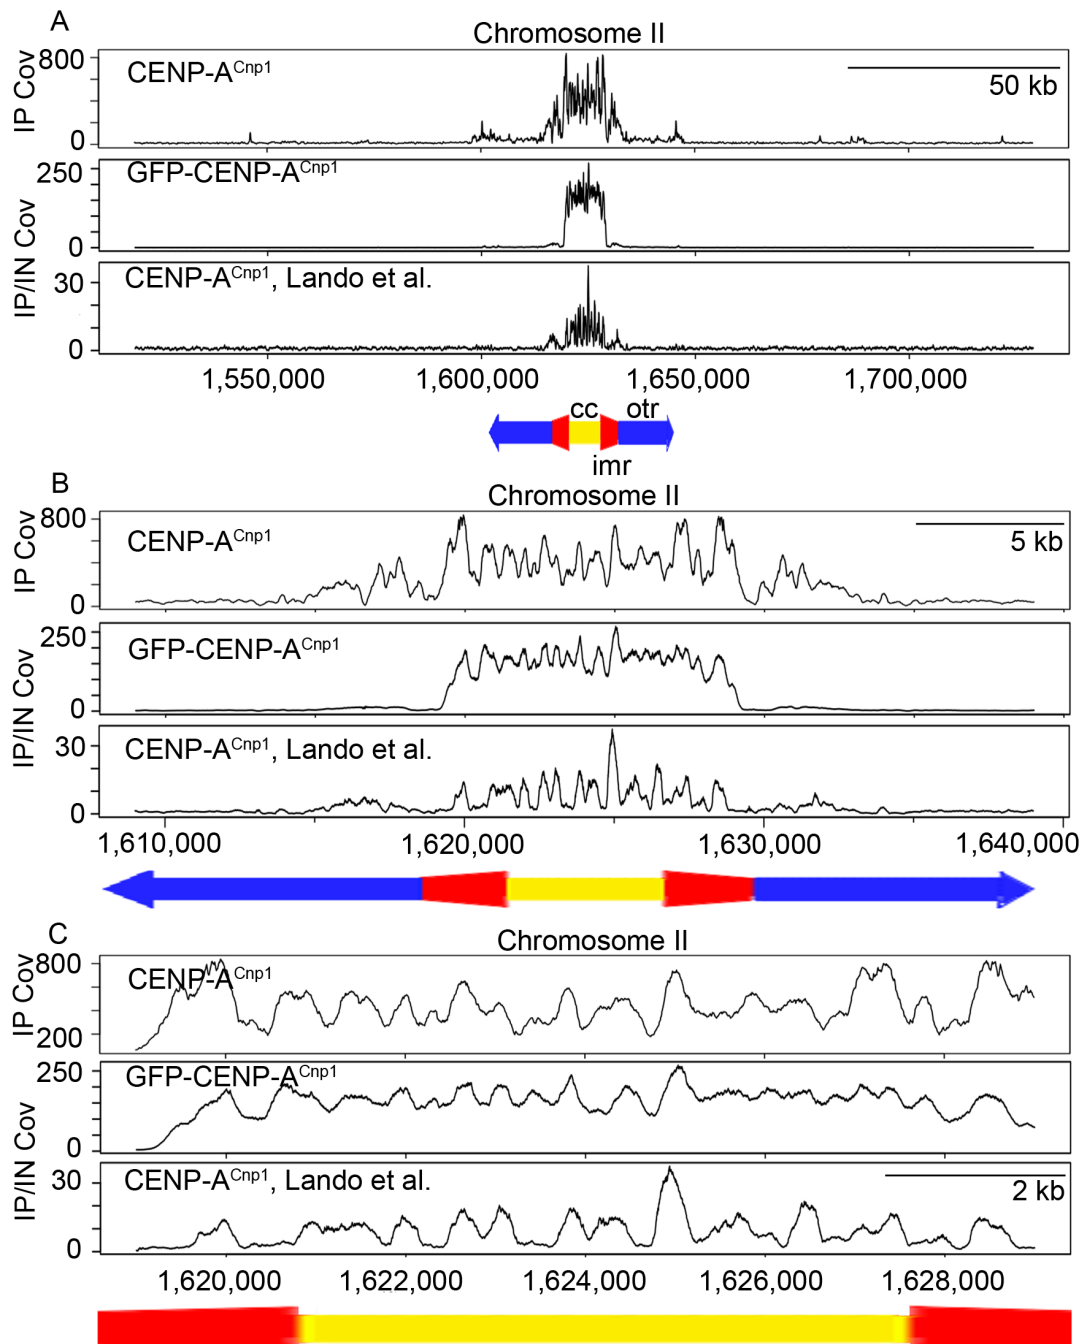 A
Chromosome II
IP Cov
800
0
CENP-ACnp1
50 kb
IP/IN Cov
250
0
GFP-CENP-ACnp1
30
0
CENP-ACnp1, Lando et al.
1,550,000 1,600,000 1,650,000 1,700,000
cc otr
imr
B
Chromosome II
IP Cov
800
0
CENP-ACnp1
5 kb
IP/IN Cov
250
0
GFP-CENP-ACnp1
30
0
CENP-ACnp1, Lando et al.
1,610,000 1,620,000 1,630,000 1,640,000
C
Chromosome II
IP Cov
800
200
CENP-ACnp1
IP/IN Cov
250
0
GFP-CENP-ACnp1
30
0
CENP-ACnp1, Lando et al.
2 kb
1,620,000 1,622,000 1,624,000 1,626,000 1,628,000